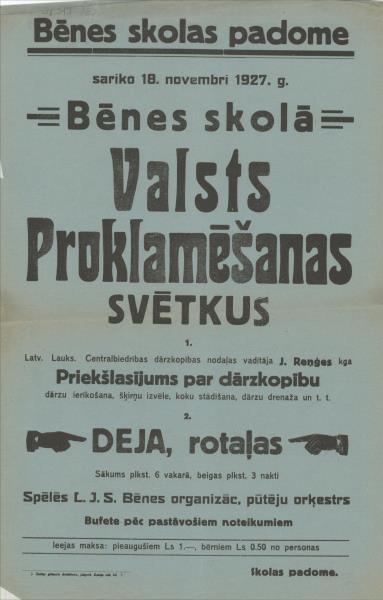 Bēnes skolas padome
sariko 18. novembrī 1927. g.
Bēnes skolā
Valsts
Proklamēšanas
SVĒTKUS
1.
Latv. Lauks. Centralbiedrības dārzkopības nodaļas vadītāja J. Reņģes kga
Priekšlasījums par dārzkopību
dārzu ierīkošana, šķirņu izvēle, koku stādīšana, dārzu drenaža un t. t.
2.
DEJA, rotaļas
Sākums plkst. 6 vakarā, beigas plkst. 3 naktī
Spēlēs L. J. S. Bēnes organizāc. pūtēju orķestrs
Bufete pēc pastāvošiem noteikumiem
Ieejas maksa: pieaugušiem Ls 1.—, bērniem Ls 0.50 no personas
Skolas padome.